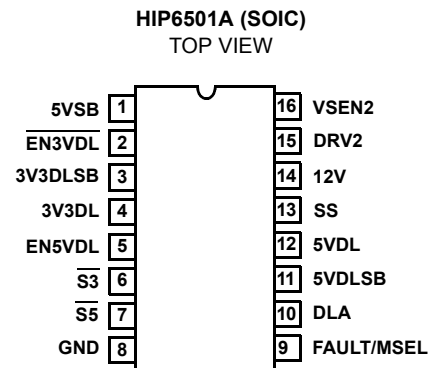 HIP6501A (SOIC)
TOP VIEW
5VSB 1 16 VSEN2
EN3VDL 2 15 DRV2
3V3DLSB 3 14 12V
3V3DL 4 13 SS
EN5VDL 5 12 5VDL
S3 6 11 5VDLSB
S5 7 10 DLA
GND 8 9 FAULT/MSEL